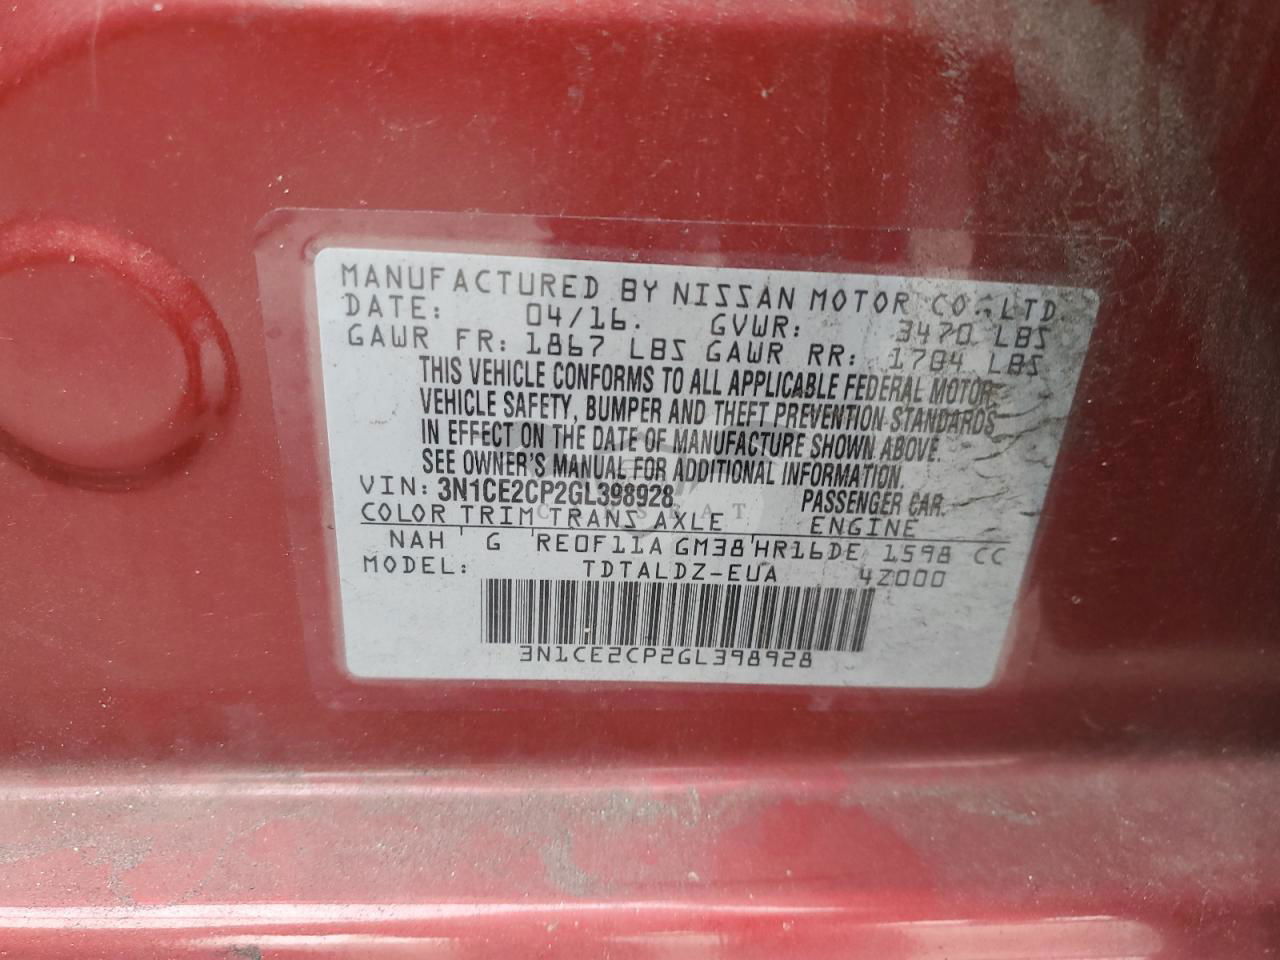 MANUFACTURED BY NISSAN MOTOR CO., LTD.
DATE: 04/16. GVWR: 3470 LBS
GAWR FR: 1867 LBS GAWR RR: 1784 LBS
THIS VEHICLE CONFORMS TO ALL APPLICABLE FEDERAL MOTOR
VEHICLE SAFETY, BUMPER AND THEFT PREVENTION STANDARDS
IN EFFECT ON THE DATE OF MANUFACTURE SHOWN ABOVE.
SEE OWNER'S MANUAL FOR ADDITIONAL INFORMATION.
VIN: 3N1CE2CP2GL398928 PASSENGER CAR.
COLOR TRIM TRANS AXLE ENGINE
NAH G RE0F11A GM38 HR16DE 1598 CC
MODEL: TDTALDZ-EUA 4Z000
3N1CE2CP2GL398928